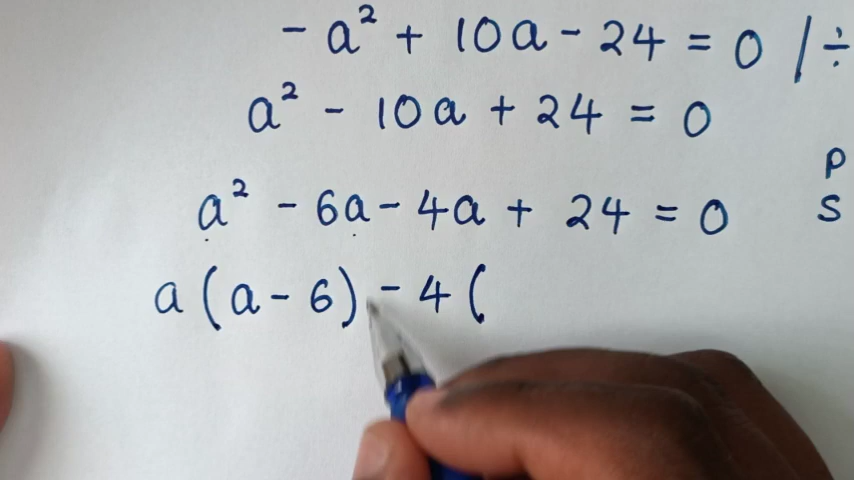 - a² + 10a - 24 = 0 / ÷
a² - 10a + 24 = 0
P
a² - 6a - 4a + 24 = 0
S
a (a - 6) - 4 (